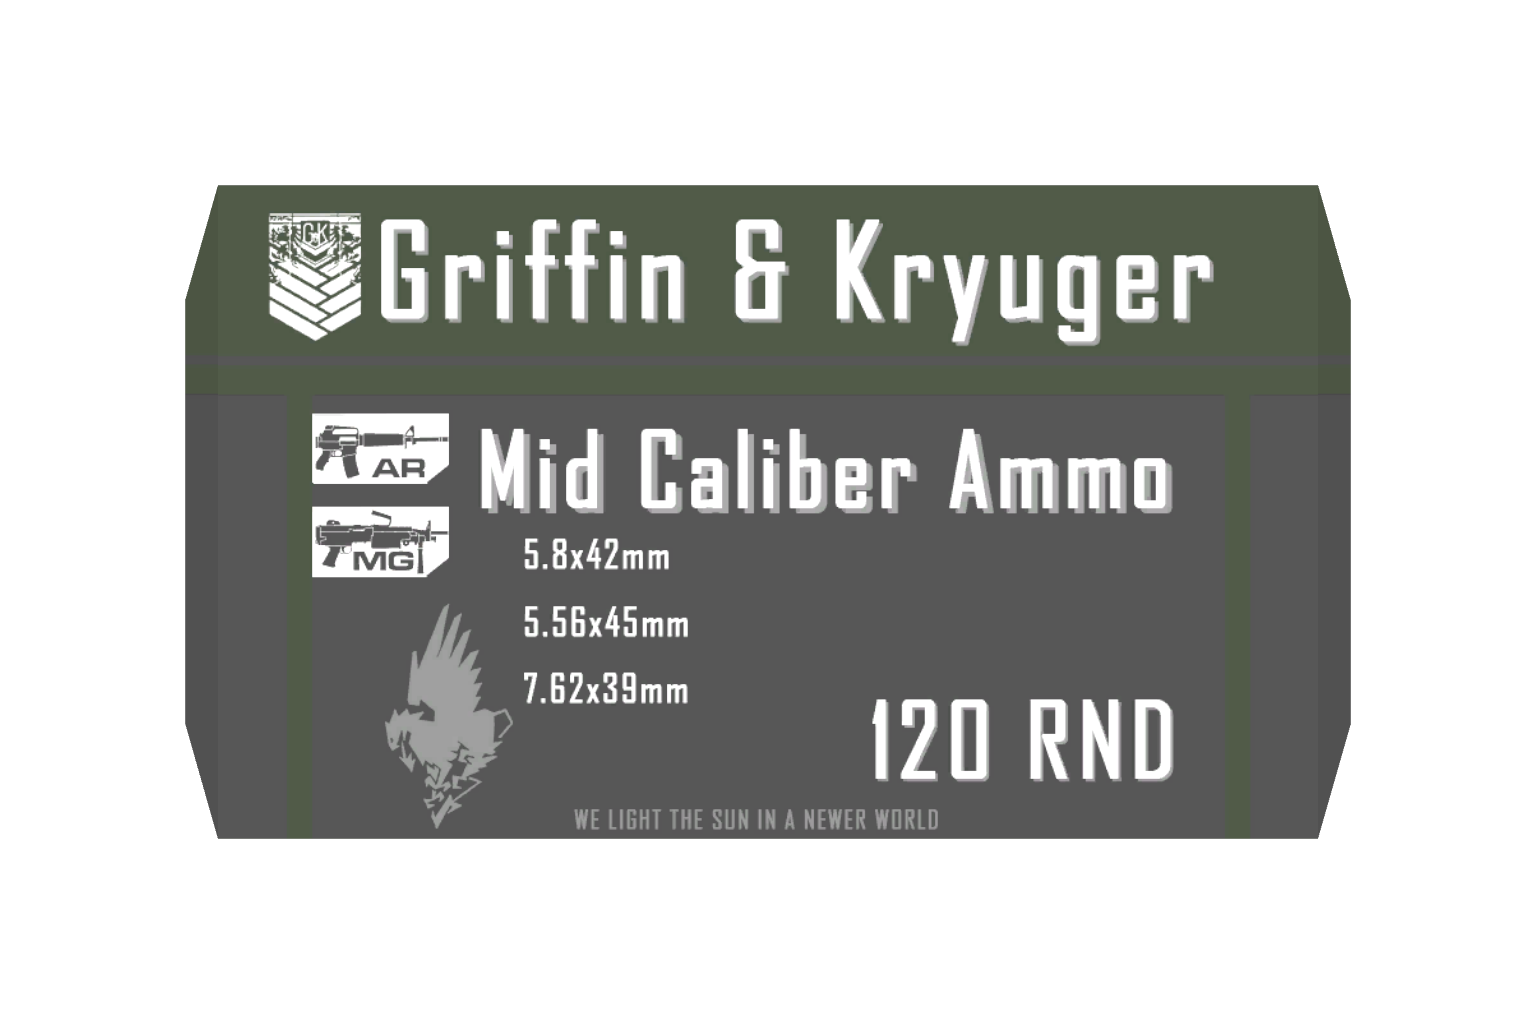 GK
Griffin & Kryuger
AR
Mid Caliber Ammo
MG
5.8x42mm
5.56x45mm
7.62x39mm
120 RND
WE LIGHT THE SUN IN A NEWER WORLD